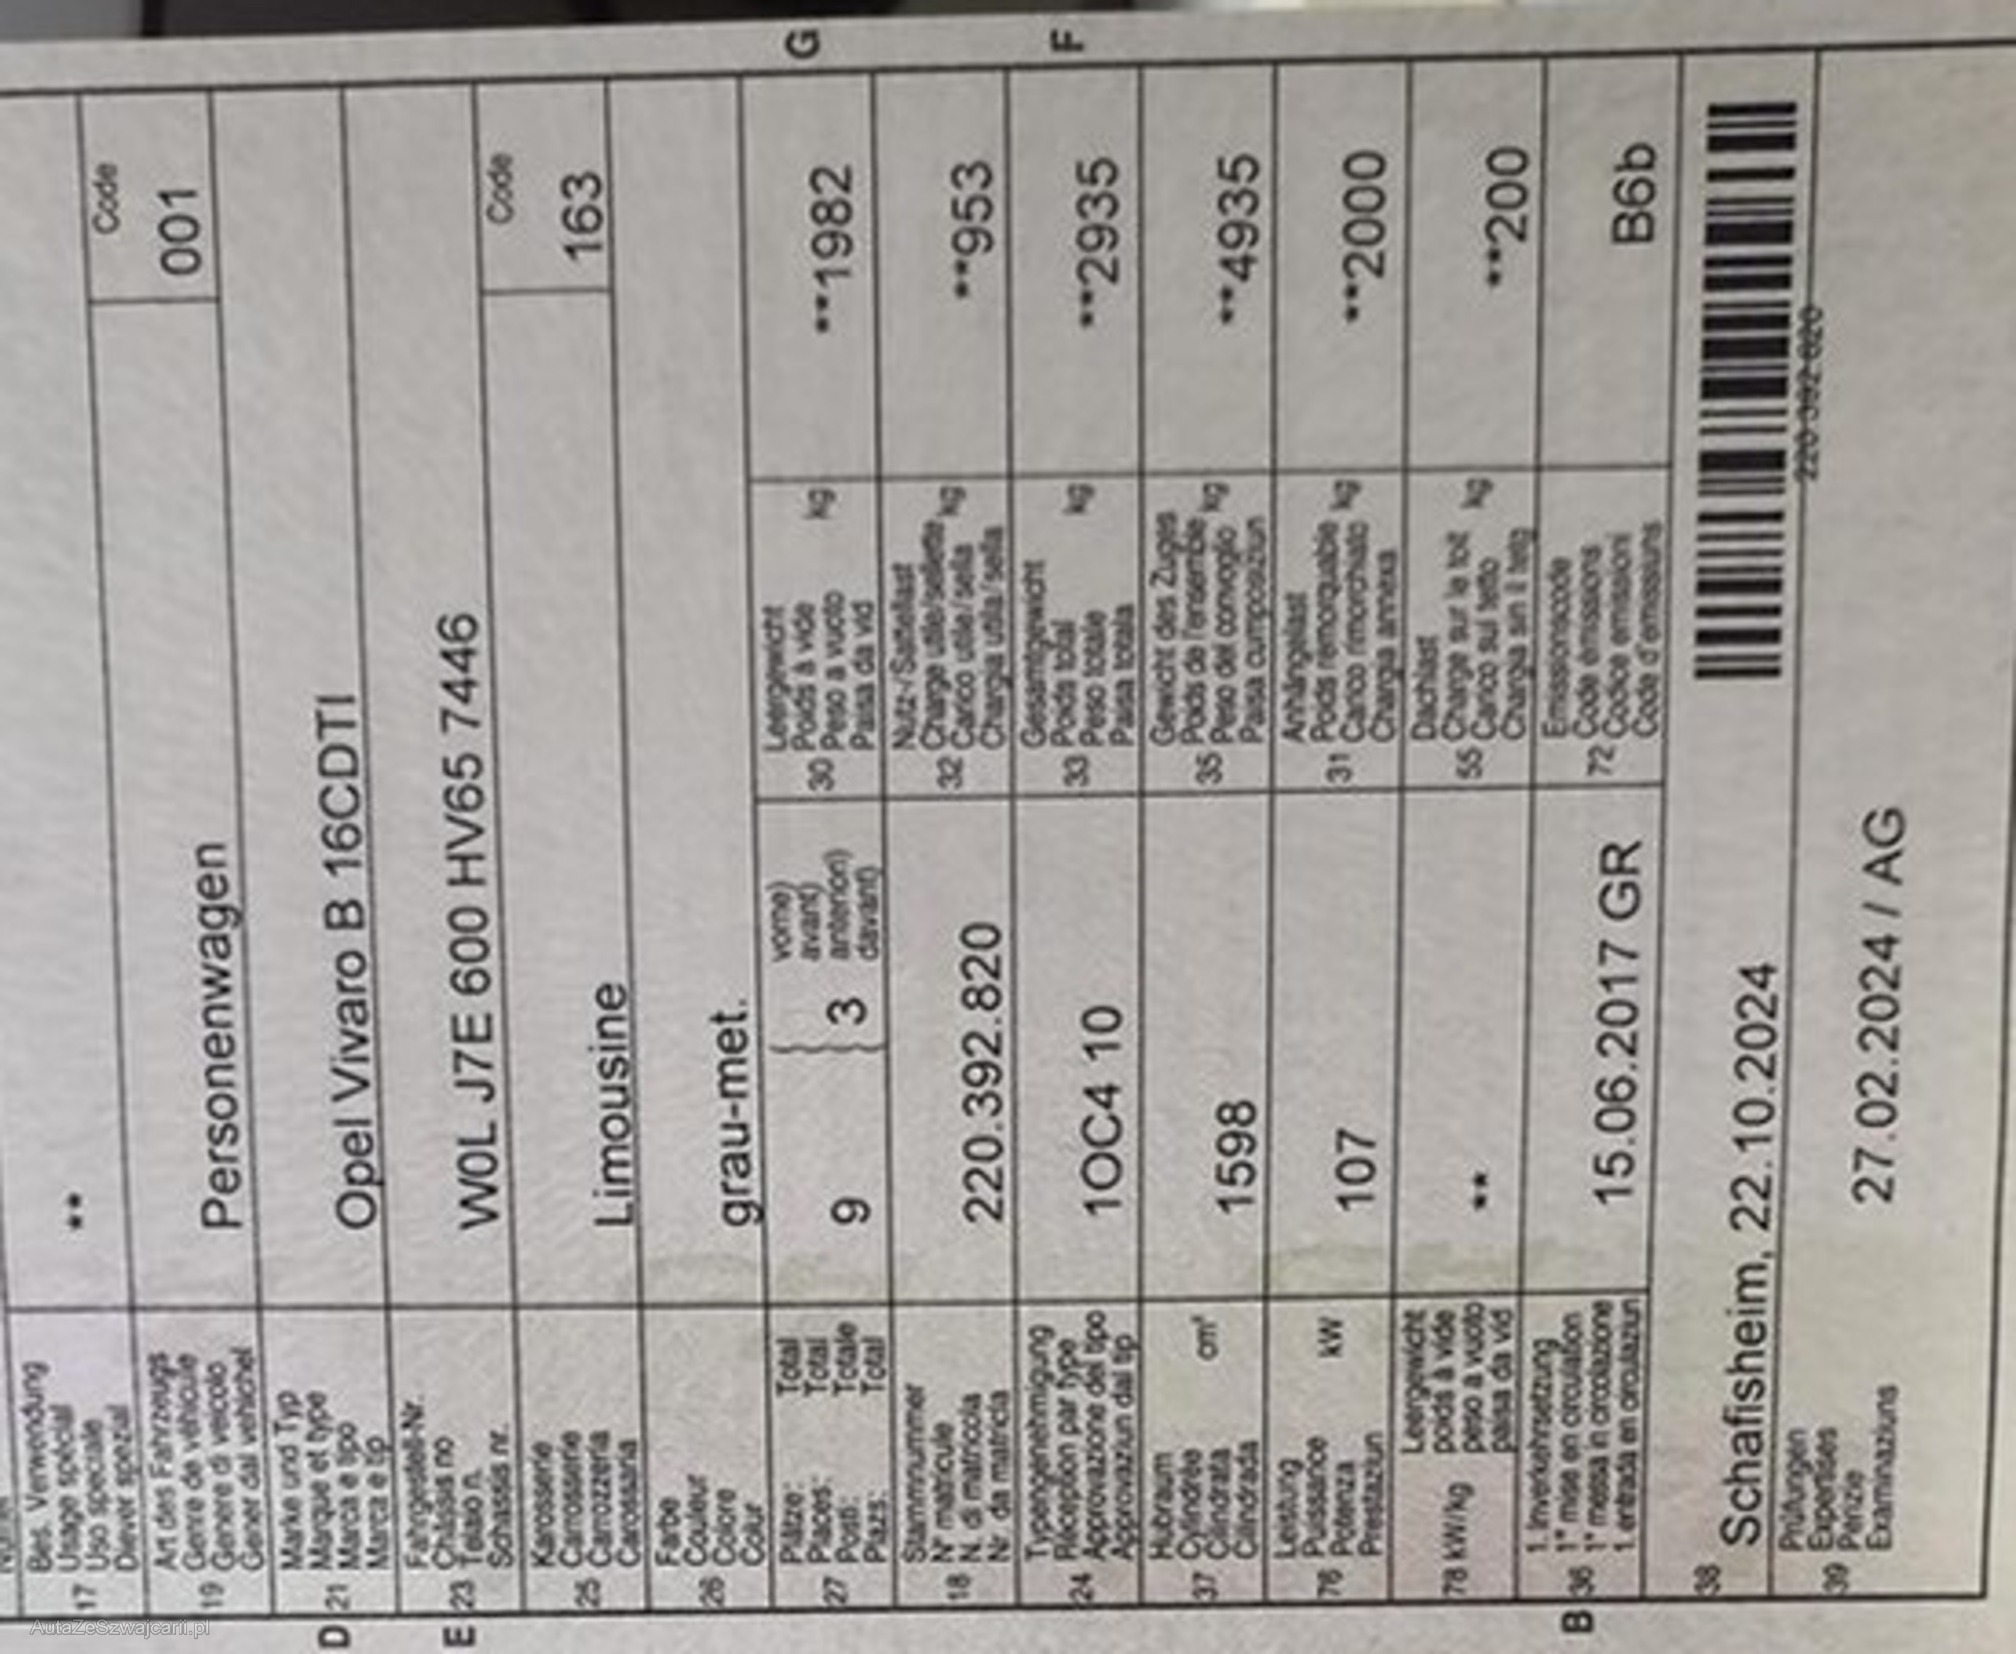 Bes. Verwendung
Usage spécial
Uso speciale
Diever spezial
17
**
Code
Art des Fahrzeugs
Genre de véhicule
Genere di veicolo
Gener dal vehichel
19
Personenwagen
001
D
21
Marke und Typ
Marque et type
Marca e tipo
Marca e tip
Opel Vivaro B 16CDTI
E
23
Fahrgestell-Nr.
Châssis no
Telaio n.
Schassis nr.
W0L J7E 600 HV65 7446
Code
25
Karosserie
Carrosserie
Carrozzeria
Carossaria
Limousine
163
26
Farbe
Couleur
Colore
Colur
grau-met.
27
Plätze: Total
Places: Total
Posti: Totale
Plazs: Total
9
3
vorne)
avant)
anteriori)
davant)
30
Leergewicht
Poids à vide
Peso a vuoto
Paisa da vid
kg
**1982
G
18
Stammnummer
N° matricule
N. di matricola
Nr. da matricla
220.392.820
32
Nutz-/Sattellast
Charge utile/sellette
Carico utile/sella
Chargia utila/sella
kg
**953
24
Typengenehmigung
Réception par type
Approvazione del tipo
Approvaziun dal tip
1OC4 10
33
Gesamtgewicht
Poids total
Peso totale
Paisa totala
kg
**2935
F
37
Hubraum
Cylindrée
Cilindrata
Cilindrada
cm³
1598
35
Gewicht des Zuges
Poids de l'ensemble
Peso del convoglio
Paisa cumposiziun
kg
**4935
76
Leistung
Puissance
Potenza
Prestaziun
kW
107
31
Anhängelast
Poids remorquable
Carico rimorchiato
Chargia annexa
kg
**2000
78 kW/kg
Leergewicht
poids à vide
peso a vuoto
paisa da vid
**
55
Dachlast
Charge sur le toit
Carico sul tetto
Chargia sin il tetg
kg
**200
B
36
1. Inverkehrsetzung
1re mise en circulation
1a messa in circolazione
1. entrada en circulaziun
15.06.2017 GR
72
Emissionscode
Code émissions
Codice emissioni
Code d'emissiuns
B6b
38
Schafisheim, 22.10.2024
220 392 820
39
Prüfungen
Expertises
Perizie
Examinaziuns
27.02.2024 / AG
AutaZeSzwajcarii.pl